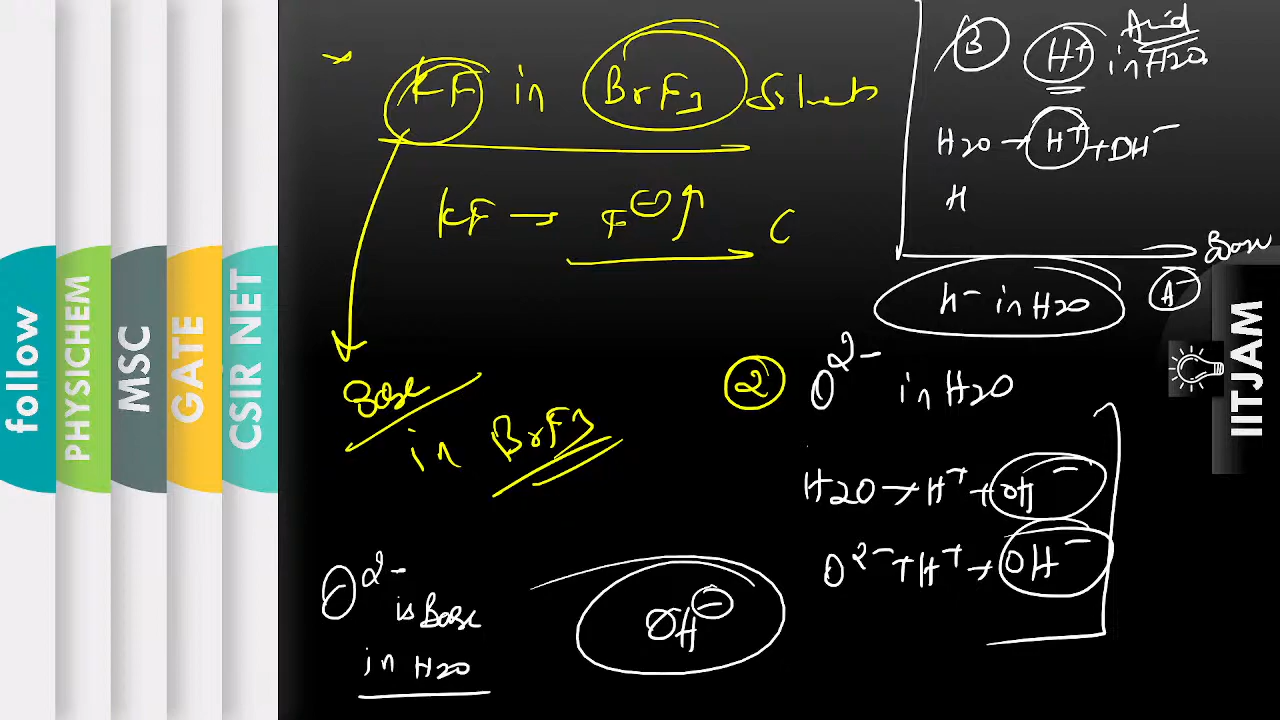 follow
PHYSICHEM
MSC
GATE
CSIR NET
KF in BrF3 Solvent
KF → F⊖ ↑ C
Base
in BrF3
O2-
is Base
in H2O
OH⊖
B H+ Acid
in H2O
H2O → H+ + OH-
H
Base
h- in H2O A-
2 O2- in H2O
H2O → H+ + OH-
O2- + H+ → OH-
IITJAM